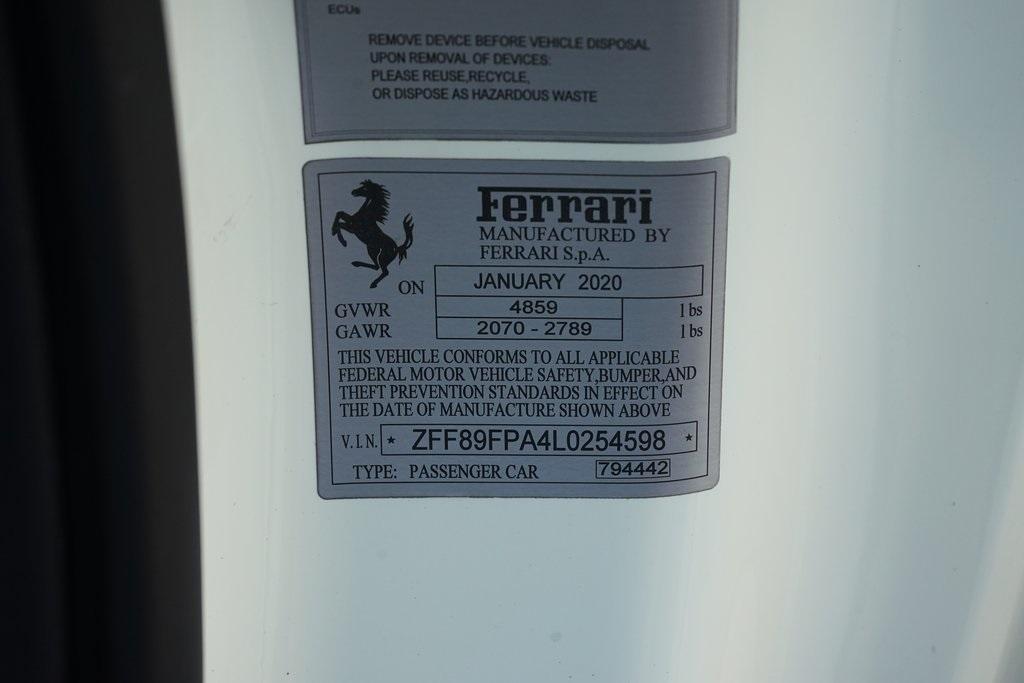 ECUs
REMOVE DEVICE BEFORE VEHICLE DISPOSAL
UPON REMOVAL OF DEVICES:
PLEASE REUSE,RECYCLE,
OR DISPOSE AS HAZARDOUS WASTE
Ferrari
MANUFACTURED BY
FERRARI S.p.A.
ON JANUARY 2020
GVWR 4859 lbs
GAWR 2070 - 2789 lbs
THIS VEHICLE CONFORMS TO ALL APPLICABLE
FEDERAL MOTOR VEHICLE SAFETY,BUMPER,AND
THEFT PREVENTION STANDARDS IN EFFECT ON
THE DATE OF MANUFACTURE SHOWN ABOVE
V.I.N. * ZFF89FPA4L0254598 *
TYPE: PASSENGER CAR 794442